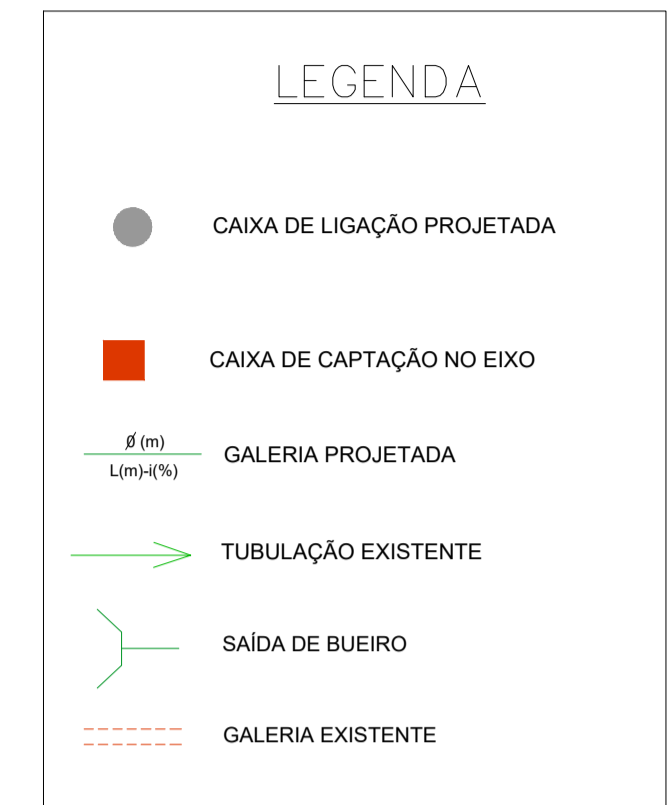 LEGENDA
CAIXA DE LIGAÇÃO PROJETADA
CAIXA DE CAPTAÇÃO NO EIXO
Ø (m)
L(m)-i(%)
GALERIA PROJETADA
TUBULAÇÃO EXISTENTE
SAÍDA DE BUEIRO
GALERIA EXISTENTE